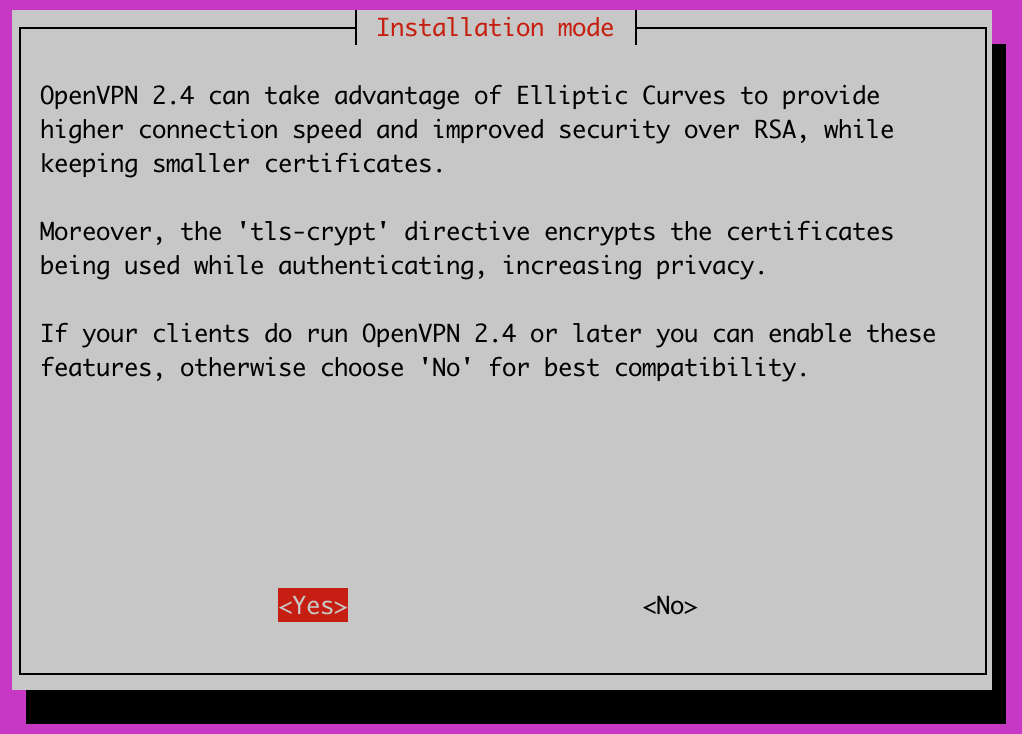 Installation mode
OpenVPN 2.4 can take advantage of Elliptic Curves to provide
higher connection speed and improved security over RSA, while
keeping smaller certificates.
Moreover, the 'tls-crypt' directive encrypts the certificates
being used while authenticating, increasing privacy.
If your clients do run OpenVPN 2.4 or later you can enable these
features, otherwise choose 'No' for best compatibility.
<Yes> <No>